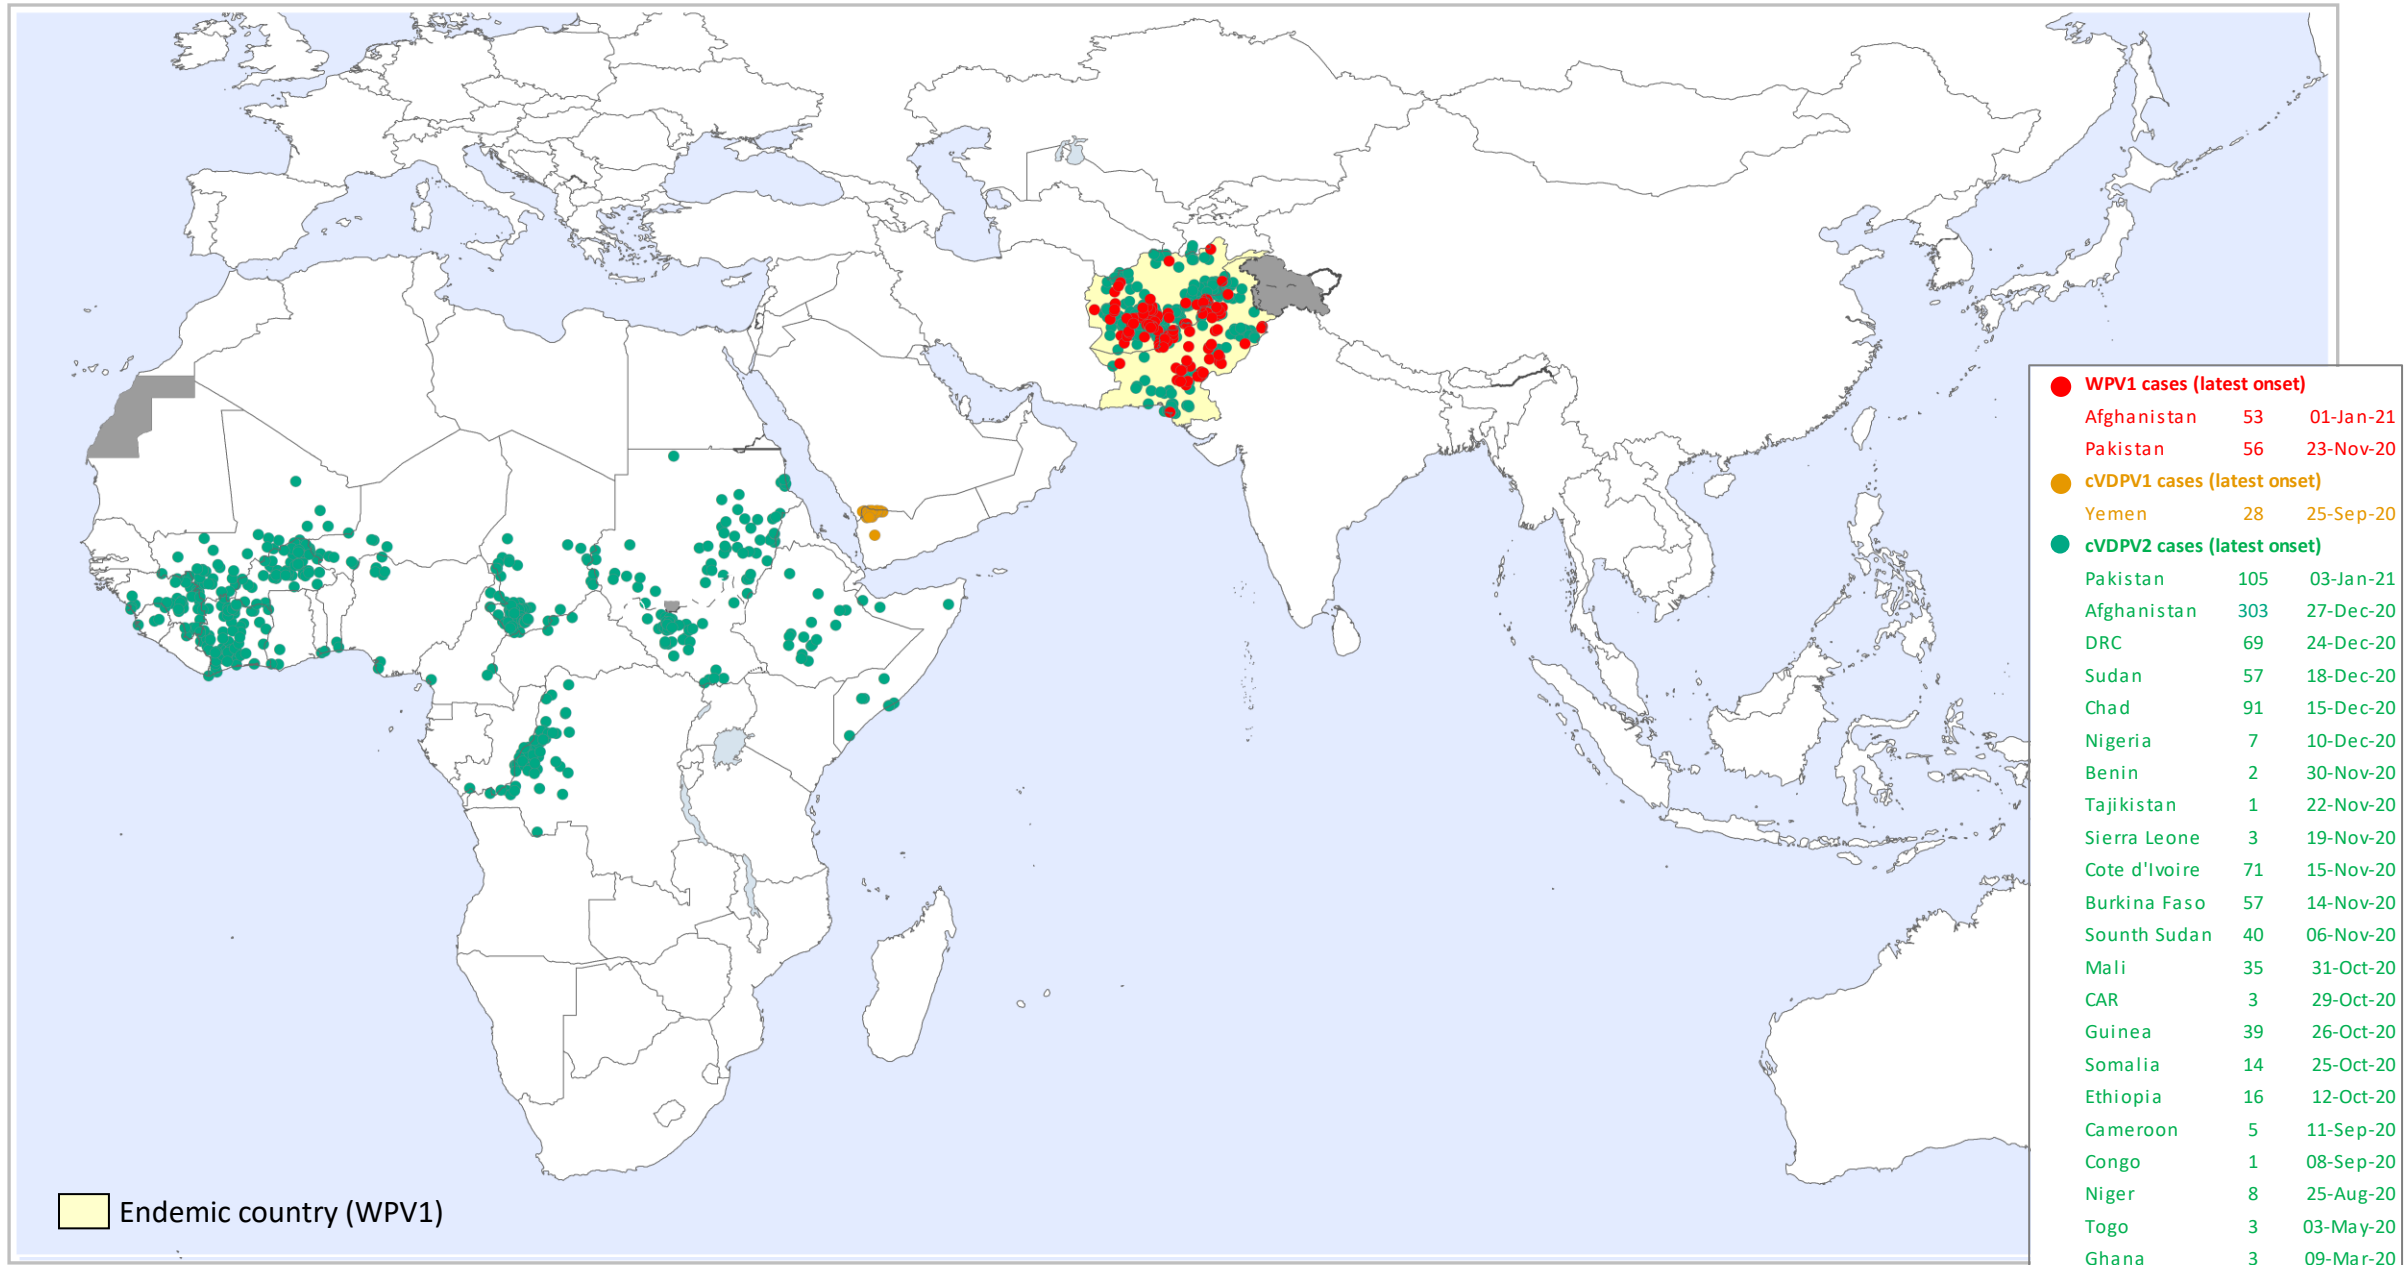 WPV1 cases (latest onset)
Afghanistan 53 01-Jan-21
Pakistan 56 23-Nov-20
cVDPV1 cases (latest onset)
Yemen 28 25-Sep-20
cVDPV2 cases (latest onset)
Pakistan 105 03-Jan-21
Afghanistan 303 27-Dec-20
DRC 69 24-Dec-20
Sudan 57 18-Dec-20
Chad 91 15-Dec-20
Nigeria 7 10-Dec-20
Benin 2 30-Nov-20
Tajikistan 1 22-Nov-20
Sierra Leone 3 19-Nov-20
Cote d'Ivoire 71 15-Nov-20
Burkina Faso 57 14-Nov-20
Sounth Sudan 40 06-Nov-20
Mali 35 31-Oct-20
CAR 3 29-Oct-20
Guinea 39 26-Oct-20
Somalia 14 25-Oct-20
Ethiopia 16 12-Oct-20
Cameroon 5 11-Sep-20
Congo 1 08-Sep-20
Niger 8 25-Aug-20
Togo 3 03-May-20
Ghana 3 09-Mar-20
Endemic country (WPV1)